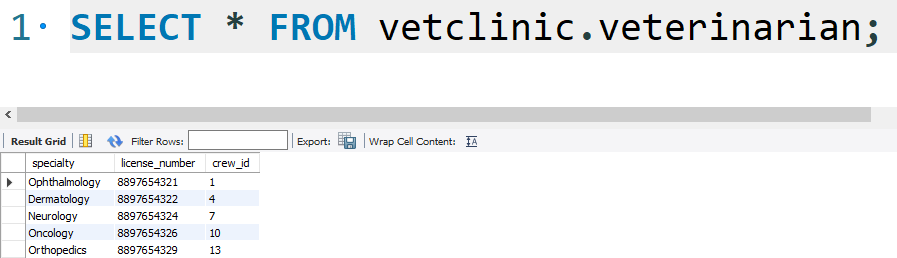 1 SELECT * FROM vetclinic.veterinarian;
Result Grid Filter Rows: Export: Wrap Cell Content:
specialty license_number crew_id
Ophthalmology 8897654321 1
Dermatology 8897654322 4
Neurology 8897654324 7
Oncology 8897654326 10
Orthopedics 8897654329 13